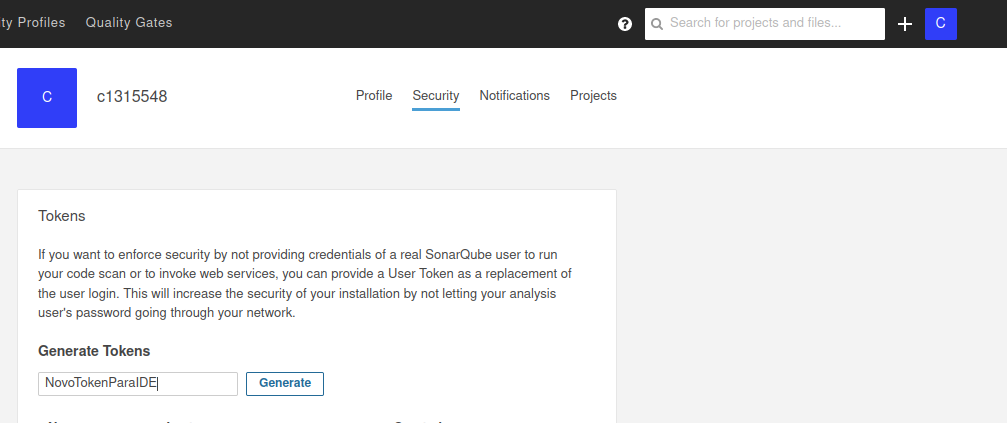 ty Profiles Quality Gates Search for projects and files... C
C c1315548 Profile Security Notifications Projects
Tokens
If you want to enforce security by not providing credentials of a real SonarQube user to run
your code scan or to invoke web services, you can provide a User Token as a replacement of
the user login. This will increase the security of your installation by not letting your analysis
user's password going through your network.
Generate Tokens
NovoTokenParaIDE Generate